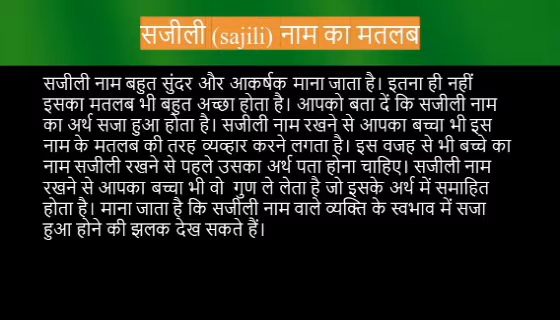 सजीली (sajili) नाम का मतलब
सजीली नाम बहुत सुंदर और आकर्षक माना जाता है। इतना ही नहीं
इसका मतलब भी बहुत अच्छा होता है। आपको बता दें कि सजीली नाम
का अर्थ सजा हुआ होता है। सजीली नाम रखने से आपका बच्चा भी इस
नाम के मतलब की तरह व्यव्हार करने लगता है। इस वजह से भी बच्चे का
नाम सजीली रखने से पहले उसका अर्थ पता होना चाहिए। सजीली नाम
रखने से आपका बच्चा भी वो गुण ले लेता है जो इसके अर्थ में समाहित
होता है। माना जाता है कि सजीली नाम वाले व्यक्ति के स्वभाव में सजा
हुआ होने की झलक देख सकते हैं।